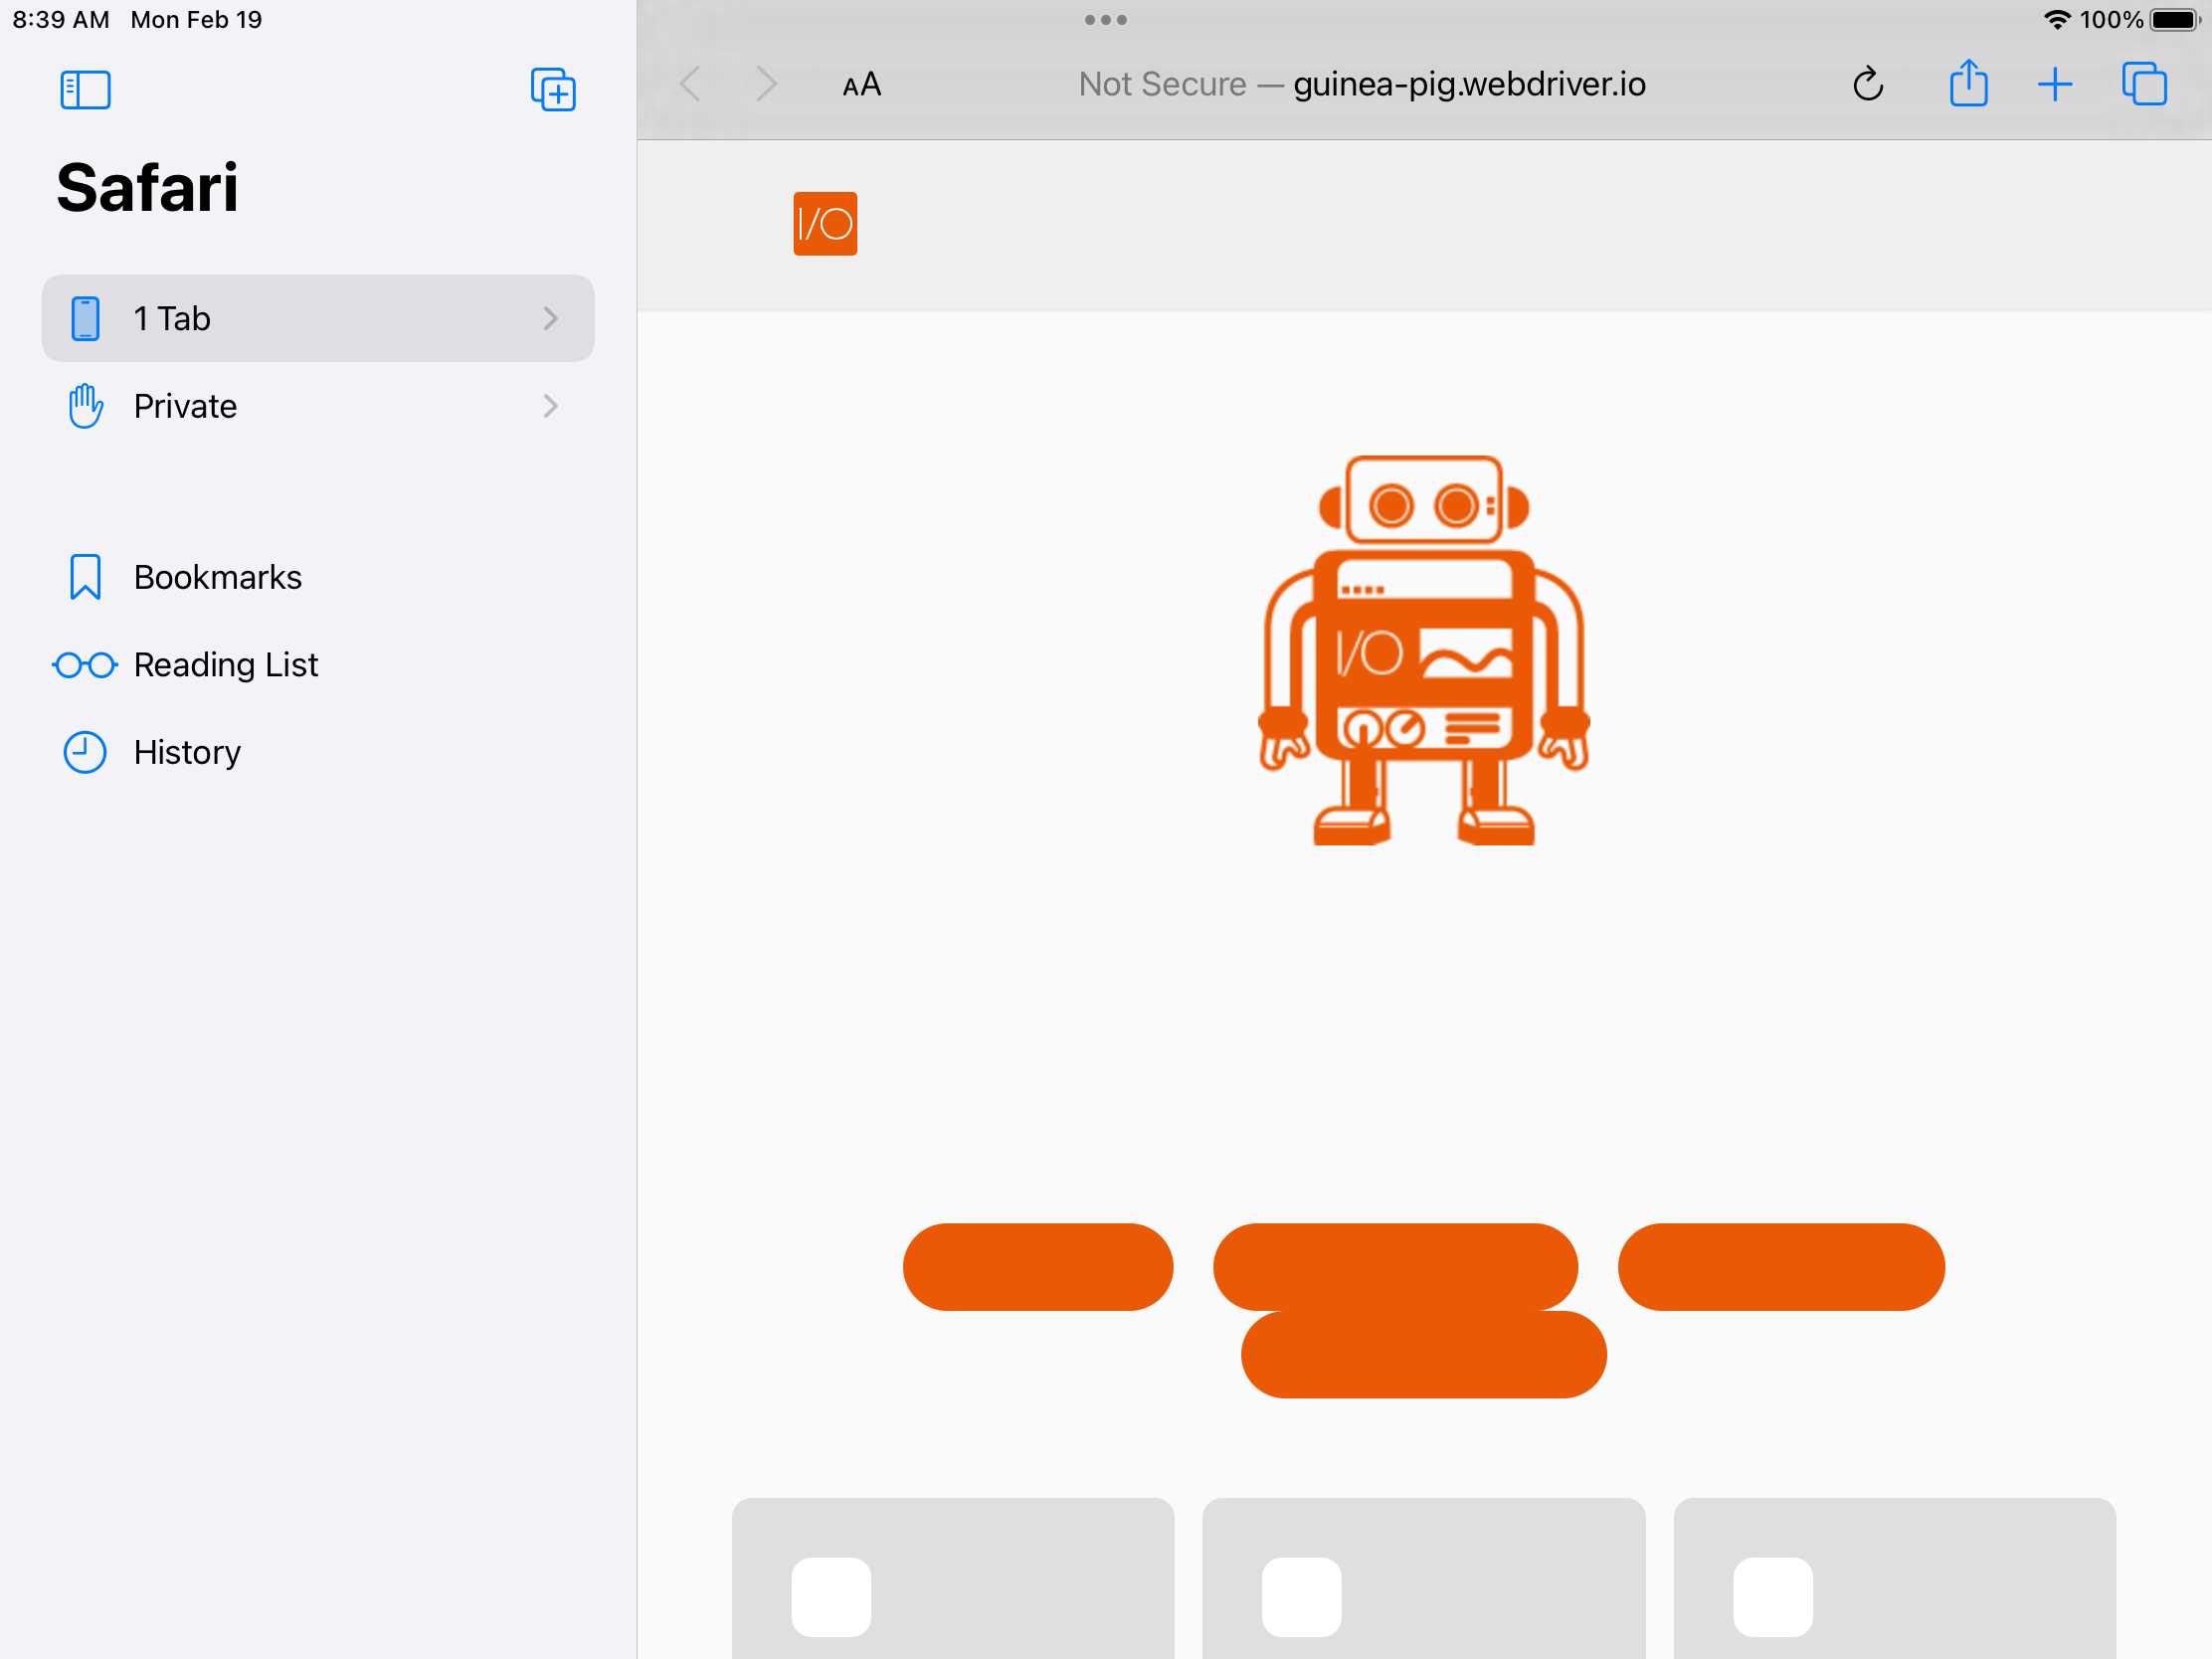 8:39 AM Mon Feb 19
100%
Safari
1 Tab
Private
Bookmarks
Reading List
History
AA
Not Secure — guinea-pig.webdriver.io
I/O
I/O